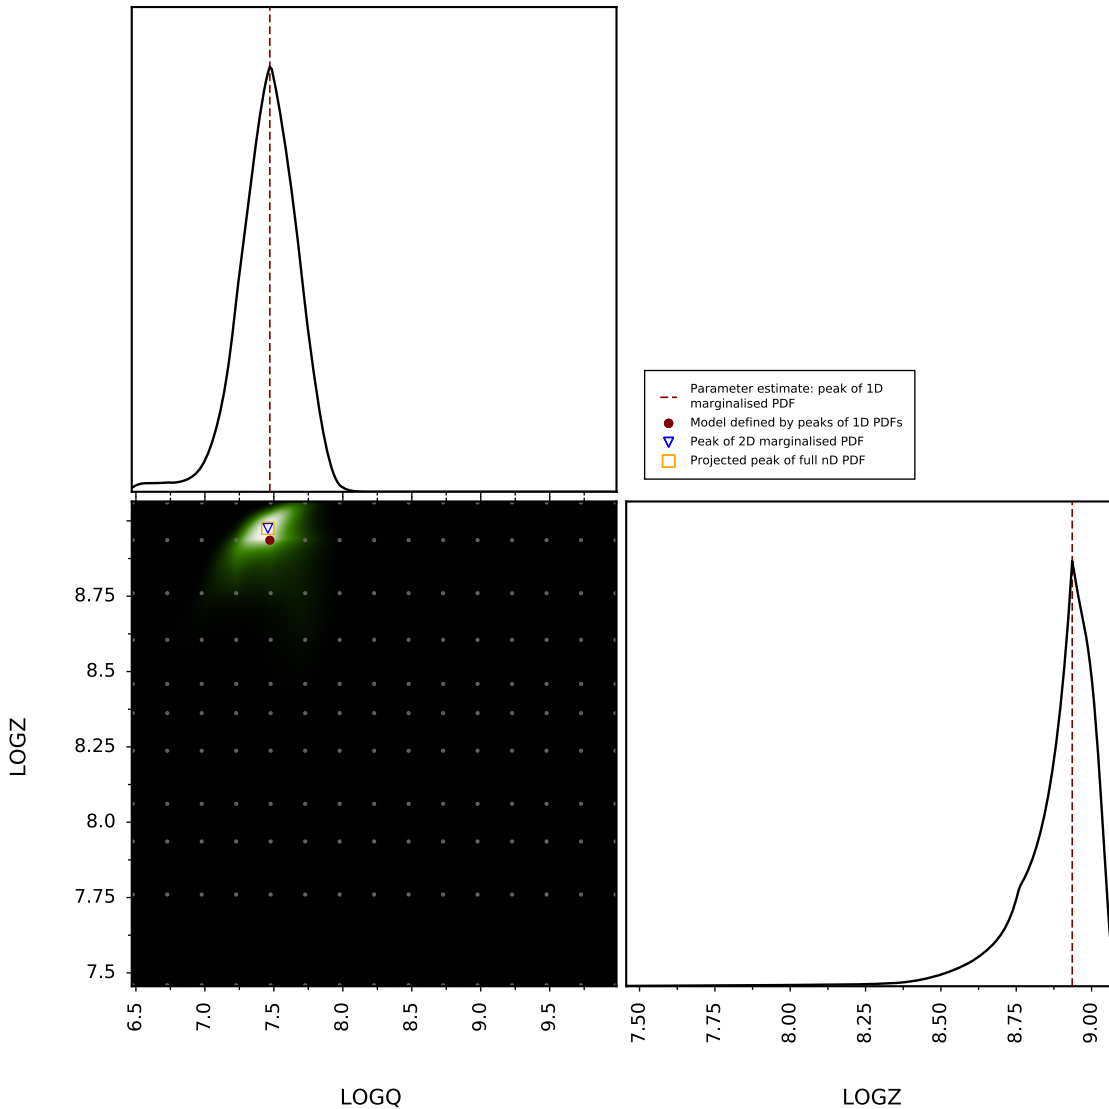 Parameter estimate: peak of 1D
marginalised PDF
Model defined by peaks of 1D PDFs
Peak of 2D marginalised PDF
Projected peak of full nD PDF
LOGZ
8.75
8.5
8.25
8.0
7.75
7.5
6.5
7.0
7.5
8.0
8.5
9.0
9.5
LOGQ
7.50
7.75
8.00
8.25
8.50
8.75
9.00
LOGZ